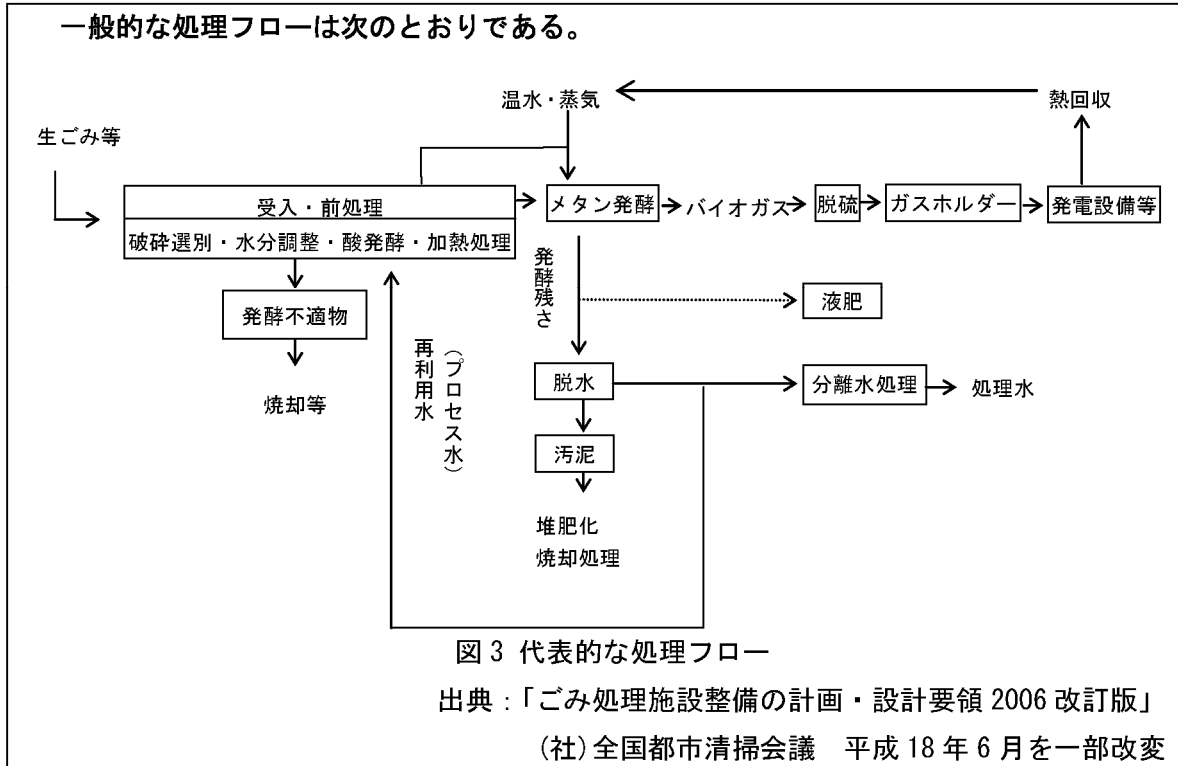 一般的な処理フローは次のとおりである。
温水・蒸気
熱回収
生ごみ等
受入・前処理
メタン発酵
バイオガス
脱硫
ガスホルダー
発電設備等
破砕選別・水分調整・酸発酵・加熱処理
発酵残さ
液肥
発酵不適物
焼却等
再利用水
(プロセス水)
脱水
分離水処理
処理水
汚泥
堆肥化
焼却処理
図3 代表的な処理フロー
出典:「ごみ処理施設整備の計画・設計要領 2006 改訂版」
(社)全国都市清掃会議 平成18年6月を一部改変